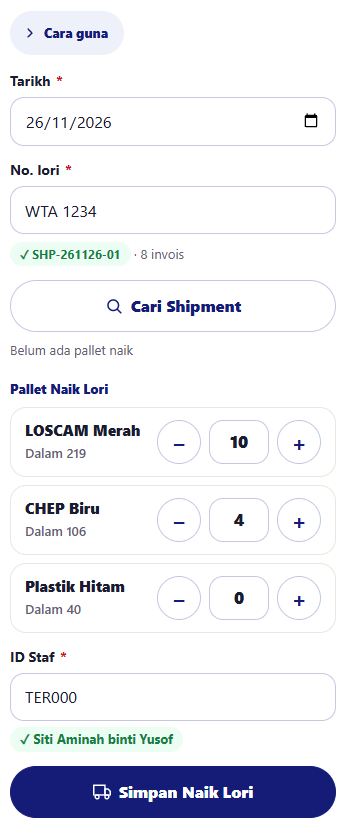 Cara guna
Tarikh *
26/11/2026
No. lori *
WTA 1234
✓ SHP-261126-01 · 8 invois
Cari Shipment
Belum ada pallet naik
Pallet Naik Lori
LOSCAM Merah
Dalam 219
− 10 +
CHEP Biru
Dalam 106
− 4 +
Plastik Hitam
Dalam 40
− 0 +
ID Staf *
TER000
✓ Siti Aminah binti Yusof
Simpan Naik Lori